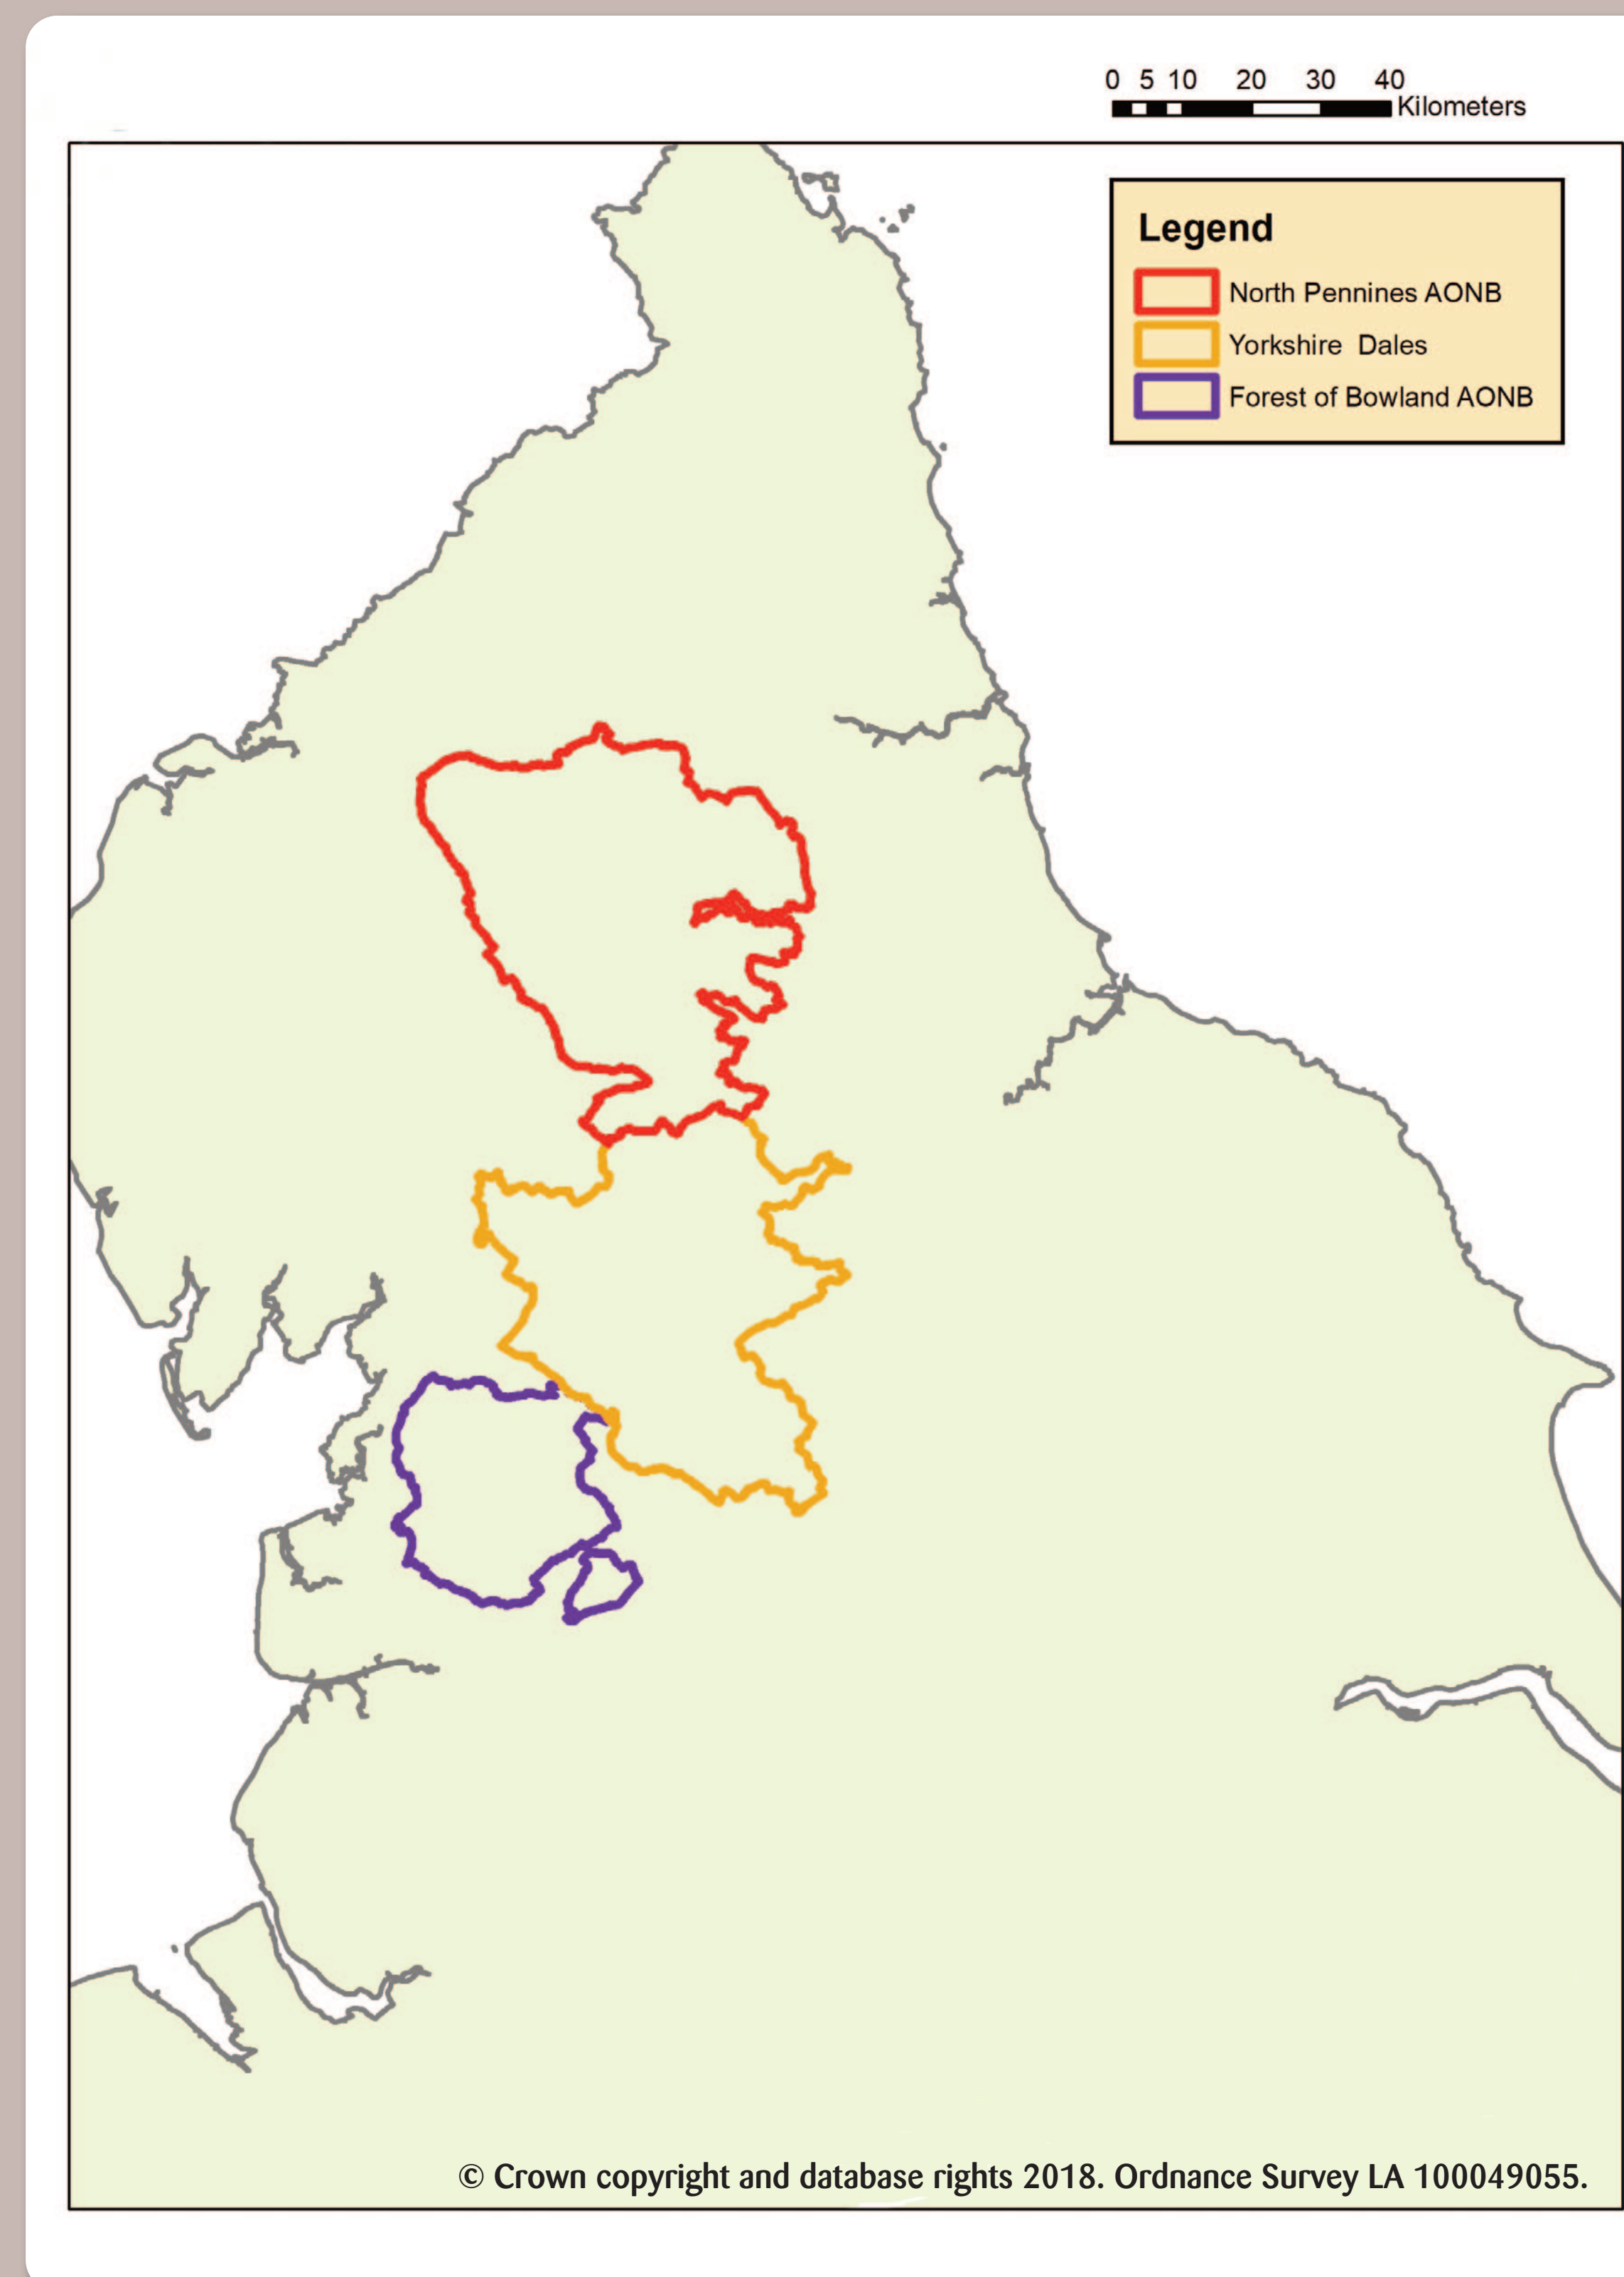 0 5 10 20 30 40
Kilometers
Legend
North Pennines AONB
Yorkshire Dales
Forest of Bowland AONB
© Crown copyright and database rights 2018. Ordnance Survey LA 100049055.